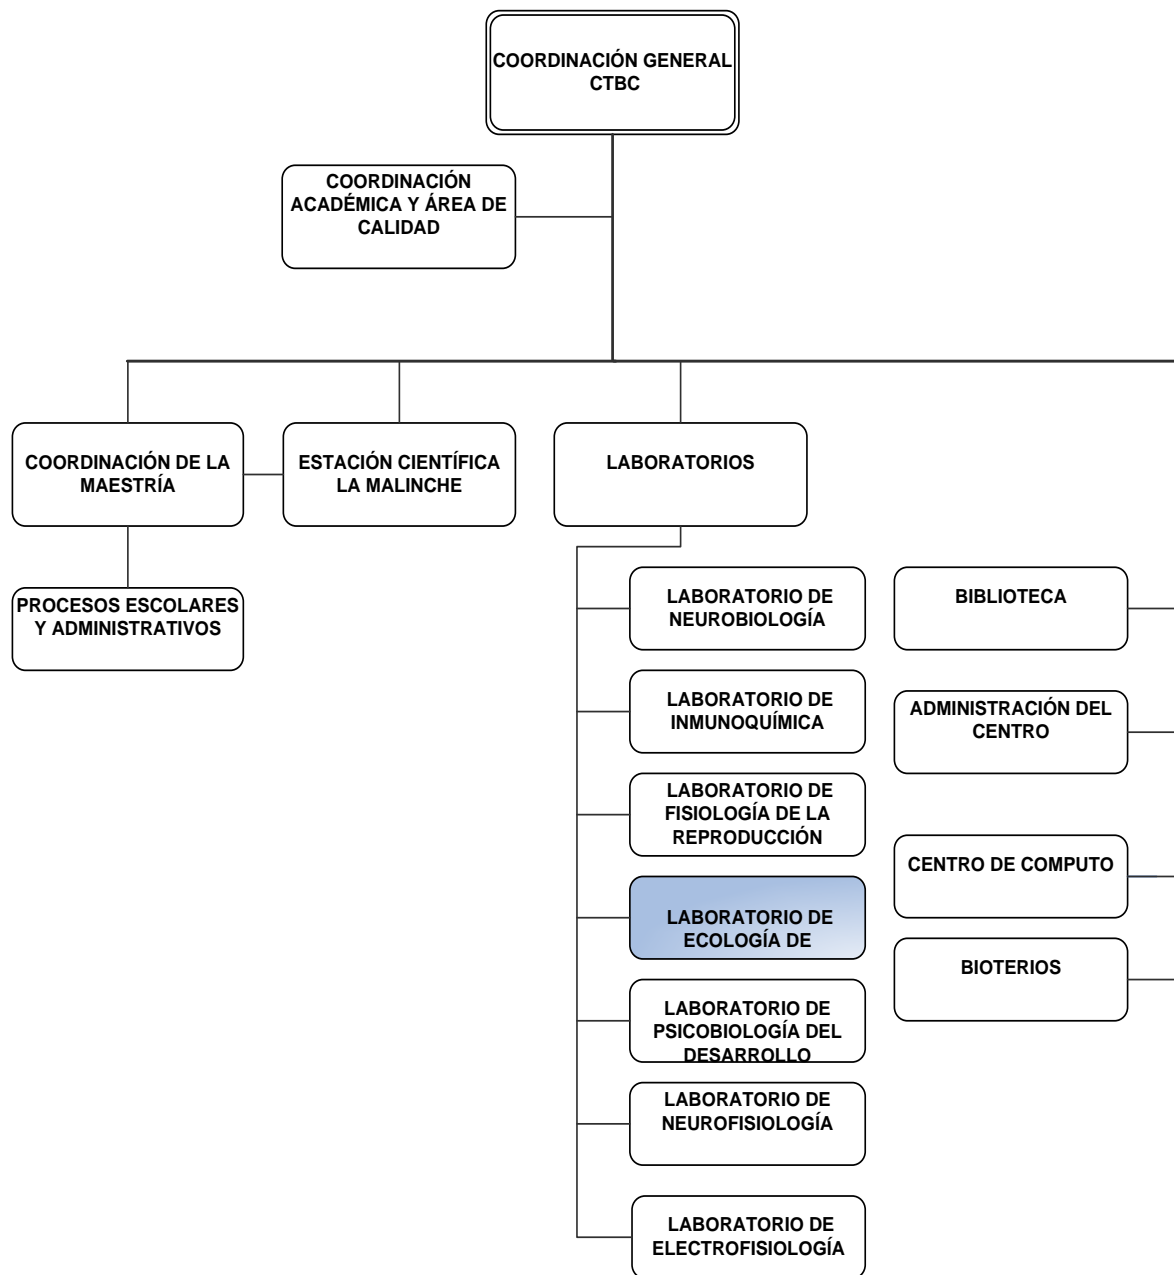 COORDINACIÓN GENERAL
CTBC
COORDINACIÓN
ACADÉMICA Y ÁREA DE
CALIDAD
COORDINACIÓN DE LA
MAESTRÍA
ESTACIÓN CIENTÍFICA
LA MALINCHE
LABORATORIOS
PROCESOS ESCOLARES
Y ADMINISTRATIVOS
LABORATORIO DE
NEUROBIOLOGÍA
BIBLIOTECA
LABORATORIO DE
INMUNOQUÍMICA
ADMINISTRACIÓN DEL
CENTRO
LABORATORIO DE
FISIOLOGÍA DE LA
REPRODUCCIÓN
CENTRO DE COMPUTO
LABORATORIO DE
ECOLOGÍA DE
BIOTERIOS
LABORATORIO DE
PSICOBIOLOGÍA DEL
DESARROLLO
LABORATORIO DE
NEUROFISIOLOGÍA
LABORATORIO DE
ELECTROFISIOLOGÍA